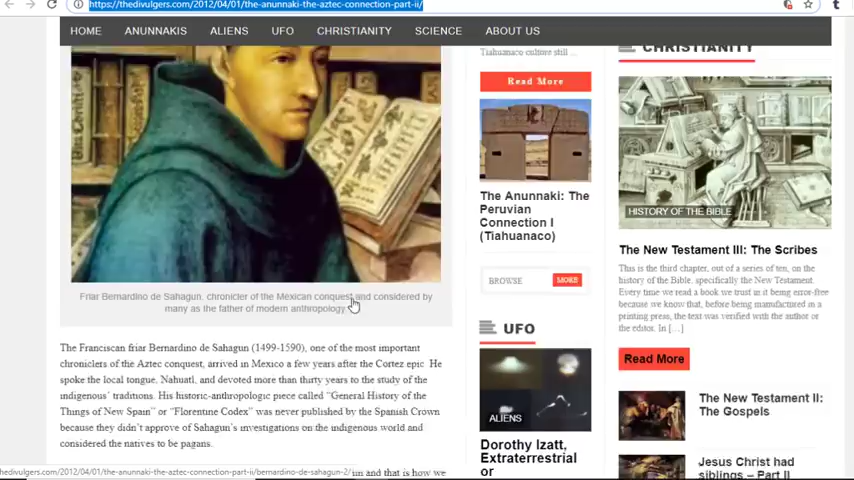 https://thedivulgers.com/2012/04/01/the-anunnaki-the-aztec-connection-part-ii/
HOME ANUNNAKIS ALIENS UFO CHRISTIANITY SCIENCE ABOUT US
Friar Bernardino de Sahagun, chronicler of the Mexican conquest and considered by
many as the father of modern anthropology.
The Franciscan friar Bernardino de Sahagun (1499-1590), one of the most important
chroniclers of the Aztec conquest, arrived in Mexico a few years after the Cortez epic  He
spoke the local tongue, Nahuatl, and devoted more than thirty years to the study of the
indigenous' traditions. His historic-anthropologic piece called "General History of the
Things of New Spain" or "Florentine Codex" was never published by the Spanish Crown
because they didn't approve of Sahagun's investigations on the indigenous world and
considered the natives to be pagans.
thedivulgers.com/2012/04/01/the-anunnaki-the-aztec-connection-part-ii/bernardino-de-sahagun-2/
and that is how we
Tiahuanaco culture still ...
Read More
The Anunnaki: The
Peruvian
Connection I
(Tiahuanaco)
BROWSE MORE
UFO
ALIENS
Dorothy Izatt,
Extraterrestrial
or
CHRISTIANITY
HISTORY OF THE BIBLE
The New Testament III: The Scribes
This is the third chapter, out of a series of ten, on the
history of the Bible, specifically the New Testament.
Every time we read a book we trust in it being error-free
because we know that, before being manufactured as a
printing press, the text was verified with the author or
the editor. In [...]
Read More
The New Testament II:
The Gospels
Jesus Christ had
siblings – Part II